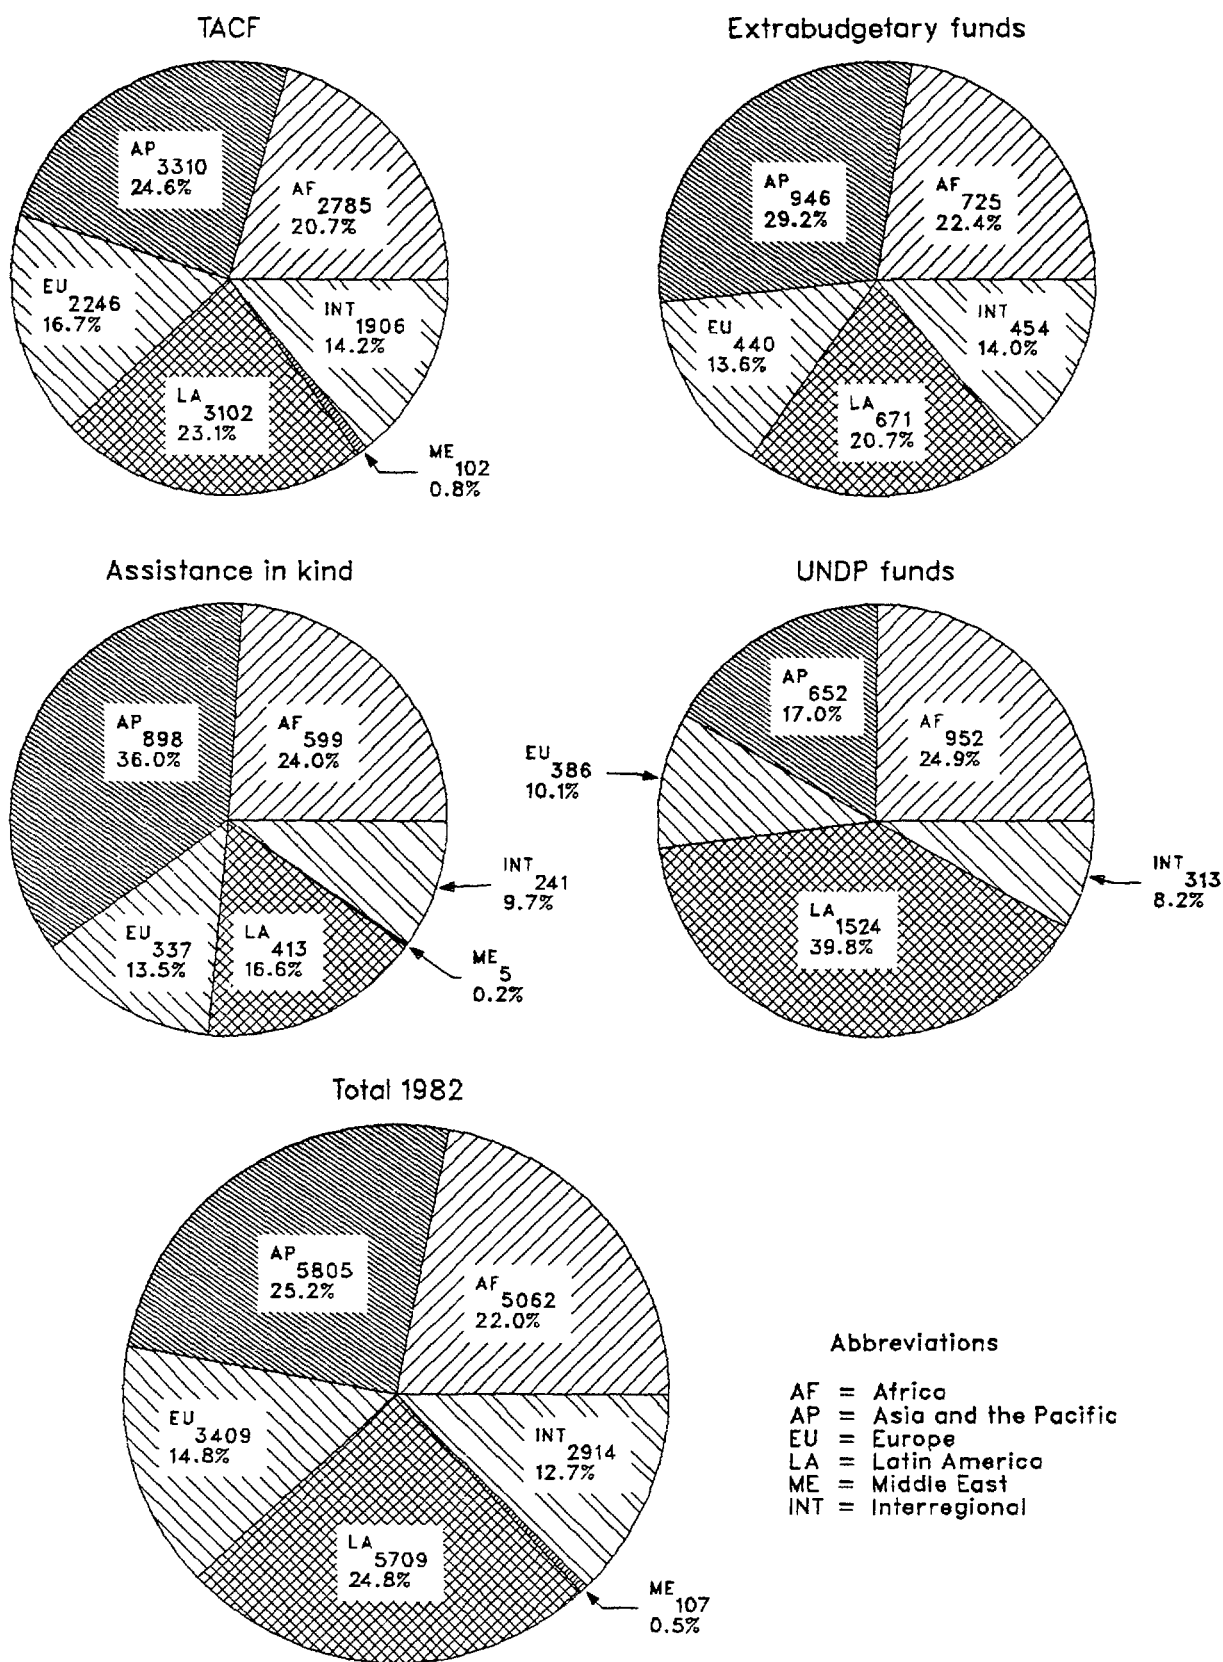 TACF
AP 3310
24.6%
AF 2785
20.7%
EU 2246
16.7%
INT 1906
14.2%
LA 3102
23.1%
ME 102
0.8%
Extrabudgetary funds
AP 946
29.2%
AF 725
22.4%
EU 440
13.6%
INT 454
14.0%
LA 671
20.7%
Assistance in kind
AP 898
36.0%
AF 599
24.0%
INT 241
9.7%
EU 337
13.5%
LA 413
16.6%
ME 5
0.2%
UNDP funds
AP 652
17.0%
AF 952
24.9%
EU 386
10.1%
INT 313
8.2%
LA 1524
39.8%
Total 1982
AP 5805
25.2%
AF 5062
22.0%
EU 3409
14.8%
INT 2914
12.7%
LA 5709
24.8%
ME 107
0.5%
Abbreviations
AF = Africa
AP = Asia and the Pacific
EU = Europe
LA = Latin America
ME = Middle East
INT = Interregional